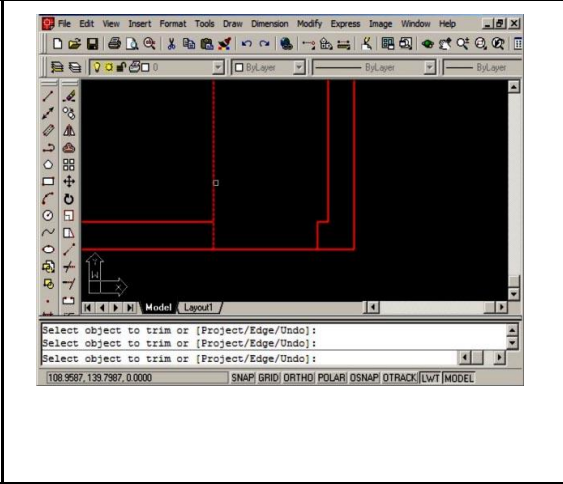 File Edit View Insert Format Tools Draw Dimension Modify Express Image Window Help
0 ByLayer ByLayer ByLayer
Y
W
X
Model Layout1
Select object to trim or [Project/Edge/Undo]:
Select object to trim or [Project/Edge/Undo]:
Select object to trim or [Project/Edge/Undo]:
108.9587, 139.7987, 0.0000 SNAP GRID ORTHO POLAR OSNAP OTRACK LWT MODEL